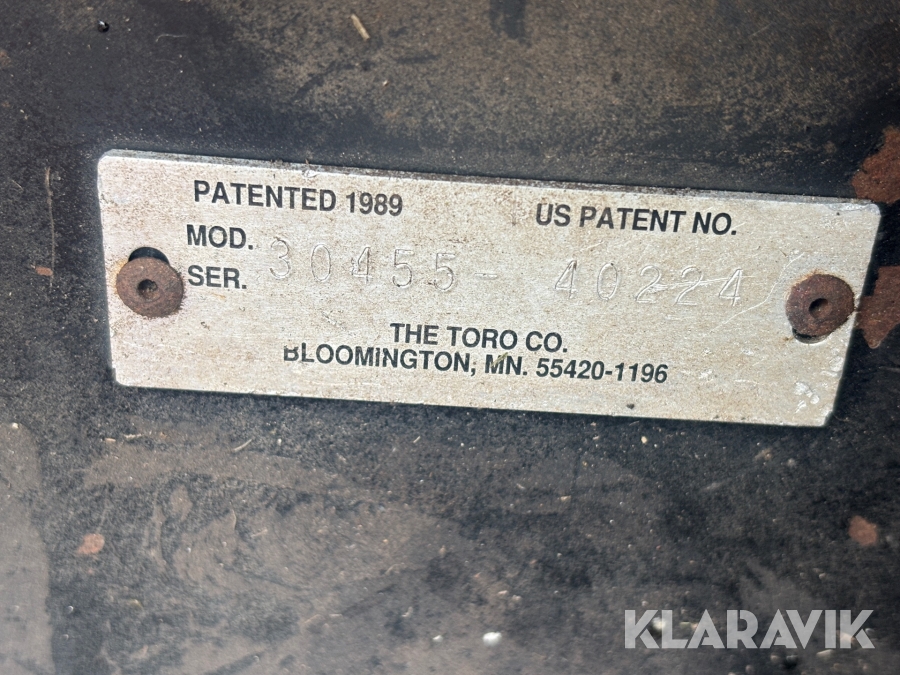 PATENTED 1989 US PATENT NO.
MOD.
SER. 30455- 40224
THE TORO CO.
BLOOMINGTON, MN. 55420-1196
KLARAVIK